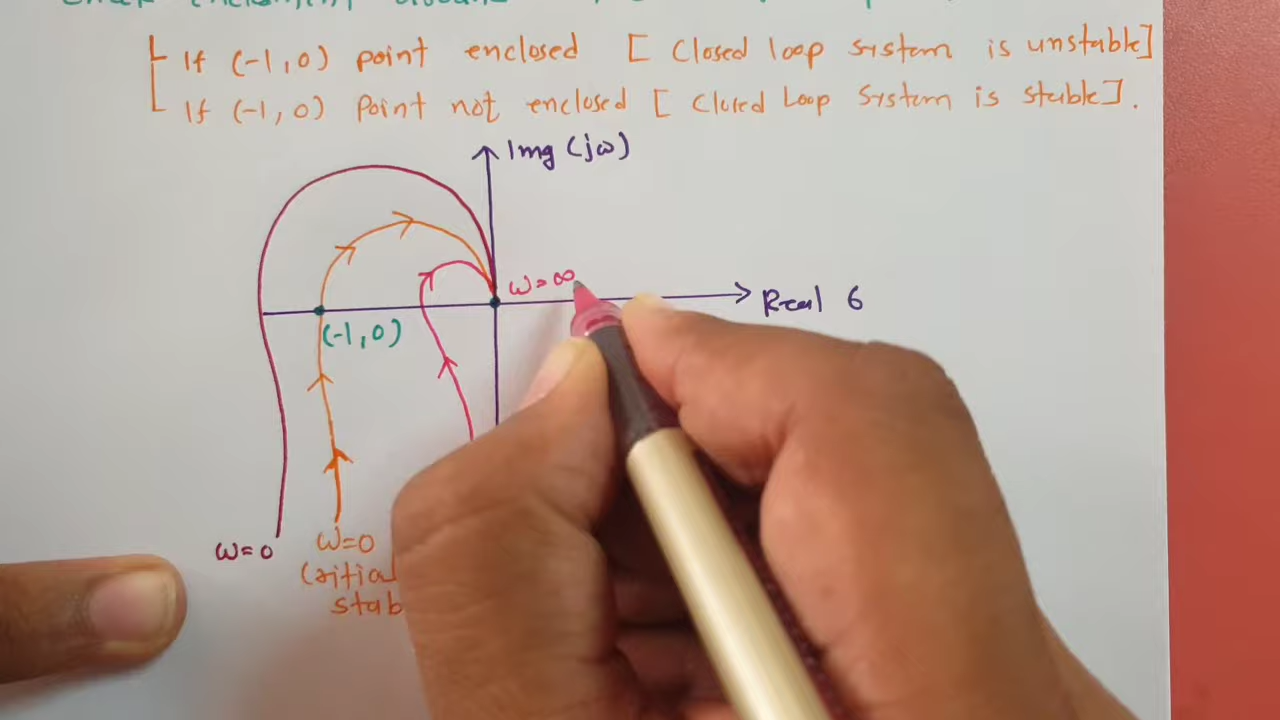 If (-1, 0) point enclosed [ Closed loop system is unstable]
If (-1, 0) Point not enclosed [ Closed Loop System is stable].
Img (jω)
ω=∞
Real 6
(-1, 0)
ω=0
ω=0